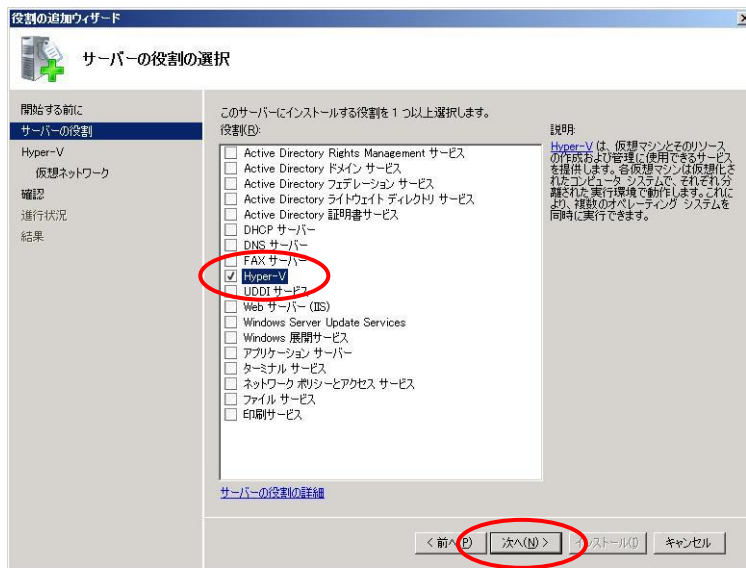 役割の追加ウィザード
サーバーの役割の選択
開始する前に
サーバーの役割
Hyper-V
仮想ネットワーク
確認
進行状況
結果
このサーバーにインストールする役割を 1 つ以上選択します。
役割(R):
Active Directory Rights Management サービス
Active Directory ドメイン サービス
Active Directory フェデレーション サービス
Active Directory ライトウェイト ディレクトリ サービス
Active Directory 証明書サービス
DHCP サーバー
DNS サーバー
FAX サーバー
Hyper-V
UDDI サービス
Web サーバー (IIS)
Windows Server Update Services
Windows 展開サービス
アプリケーション サーバー
ターミナル サービス
ネットワーク ポリシーとアクセス サービス
ファイル サービス
印刷サービス
サーバーの役割の詳細
説明:
Hyper-V は、仮想マシンとそのリソース
の作成および管理に使用できるサービス
を提供します。各仮想マシンは仮想化さ
れたコンピュータ システムで、それぞれ分
離された実行環境で動作します。これに
より、複数のオペレーティング システムを
同時に実行できます。
< 前へ(P)
次へ(N) >
インストール(I)
キャンセル